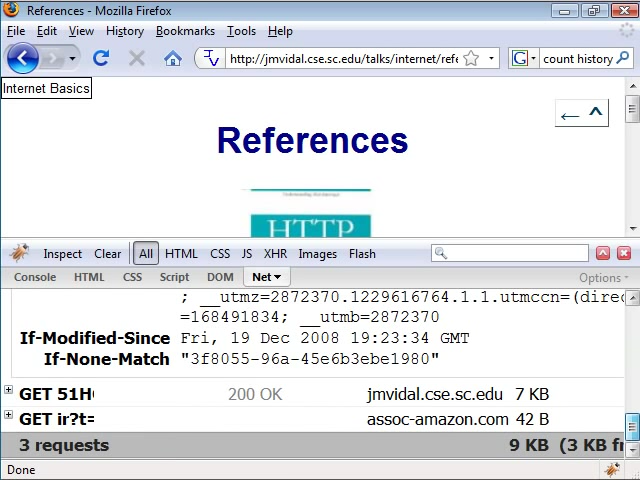 References - Mozilla Firefox
File Edit View History Bookmarks Tools Help
http://jmvidal.cse.sc.edu/talks/internet/refe
G count history
Internet Basics
← ^
References
HTTP
Inspect Clear All HTML CSS JS XHR Images Flash
Console HTML CSS Script DOM Net Options
; __utmz=2872370.1229616764.1.1.utmccn=(direc
=168491834; __utmb=2872370
If-Modified-Since Fri, 19 Dec 2008 19:23:34 GMT
If-None-Match "3f8055-96a-45e6b3ebe1980"
GET 51H 200 OK jmvidal.cse.sc.edu 7 KB
GET ir?t= assoc-amazon.com 42 B
3 requests 9 KB (3 KB fr
Done